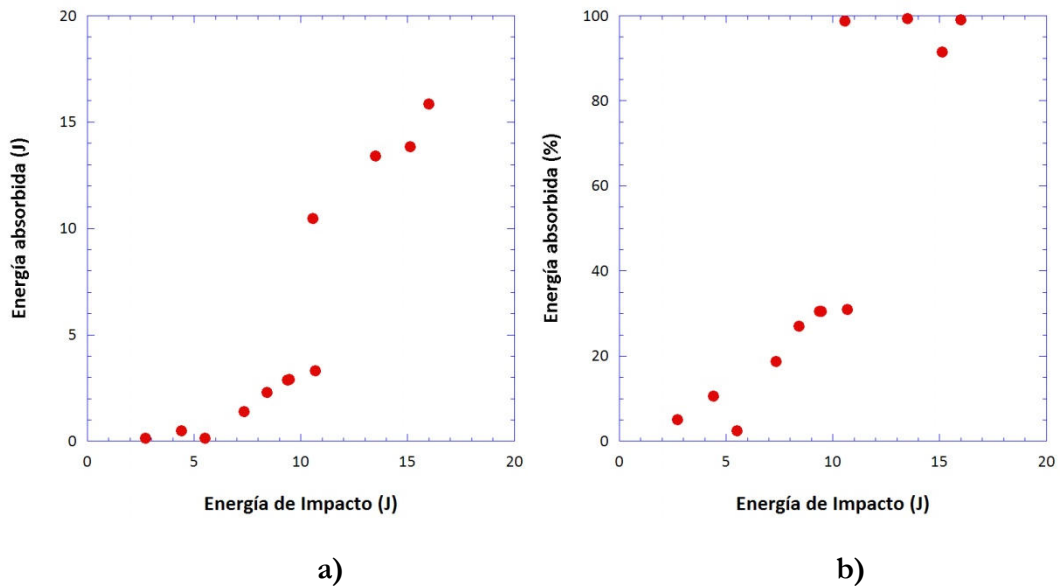 20
15
10
5
0
0 5 10 15 20
Energía absorbida (J)
Energía de Impacto (J)
a)
100
80
60
40
20
0
0 5 10 15 20
Energía absorbida (%)
Energía de Impacto (J)
b)